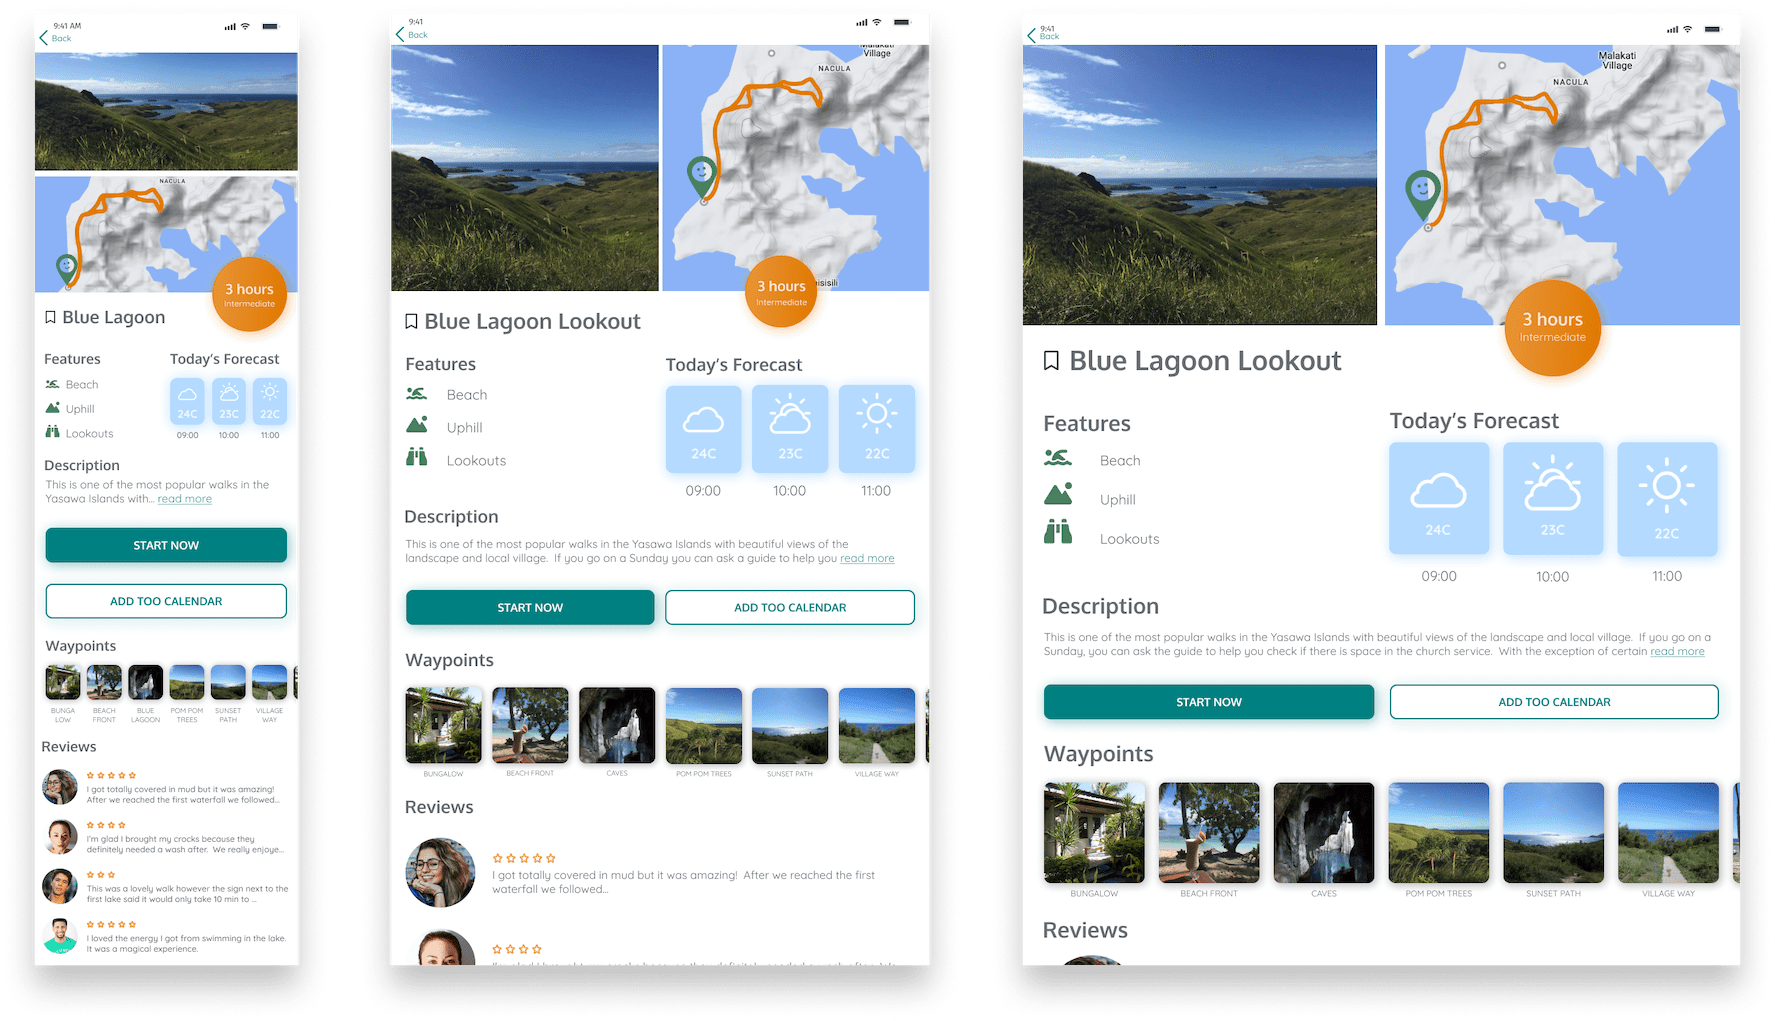 9:41 AM
Back
NACULA
3 hours
Intermediate
Blue Lagoon
Features
Beach
Uphill
Lookouts
Today's Forecast
24C
23C
22C
09:00
10:00
11:00
Description
This is one of the most popular walks in the
Yasawa Islands with... read more
START NOW
ADD TOO CALENDAR
Waypoints
BUNGA
LOW
BEACH
FRONT
BLUE
LAGOON
POM POM
TREES
SUNSET
PATH
VILLAGE
WAY
Reviews
I got totally covered in mud but it was amazing!
After we reached the first waterfall we followed...
I'm glad I brought my crocks because they
definitely needed a wash after. We really enjoye...
This was a lovely walk however the sign next to the
first lake said it would only take 10 min to ...
I loved the energy I got from swimming in the lake.
It was a magical experience.
9:41
Back
Malakati
Village
NACULA
isisili
3 hours
Intermediate
Blue Lagoon Lookout
Features
Beach
Uphill
Lookouts
Today's Forecast
24C
23C
22C
09:00
10:00
11:00
Description
This is one of the most popular walks in the Yasawa Islands with beautiful views of the
landscape and local village. If you go on a Sunday you can ask a guide to help you read more
START NOW
ADD TOO CALENDAR
Waypoints
BUNGALOW
BEACH FRONT
CAVES
POM POM TREES
SUNSET PATH
VILLAGE WAY
Reviews
I got totally covered in mud but it was amazing! After we reached the first
waterfall we followed...
9:41
Back
Malakati
Village
NACULA
3 hours
Intermediate
Blue Lagoon Lookout
Features
Beach
Uphill
Lookouts
Today's Forecast
24C
23C
22C
09:00
10:00
11:00
Description
This is one of the most popular walks in the Yasawa Islands with beautiful views of the landscape and local village. If you go on a
Sunday, you can ask the guide to help you check if there is space in the church service. With the exception of certain read more
START NOW
ADD TOO CALENDAR
Waypoints
BUNGALOW
BEACH FRONT
CAVES
POM POM TREES
SUNSET PATH
VILLAGE WAY
Reviews